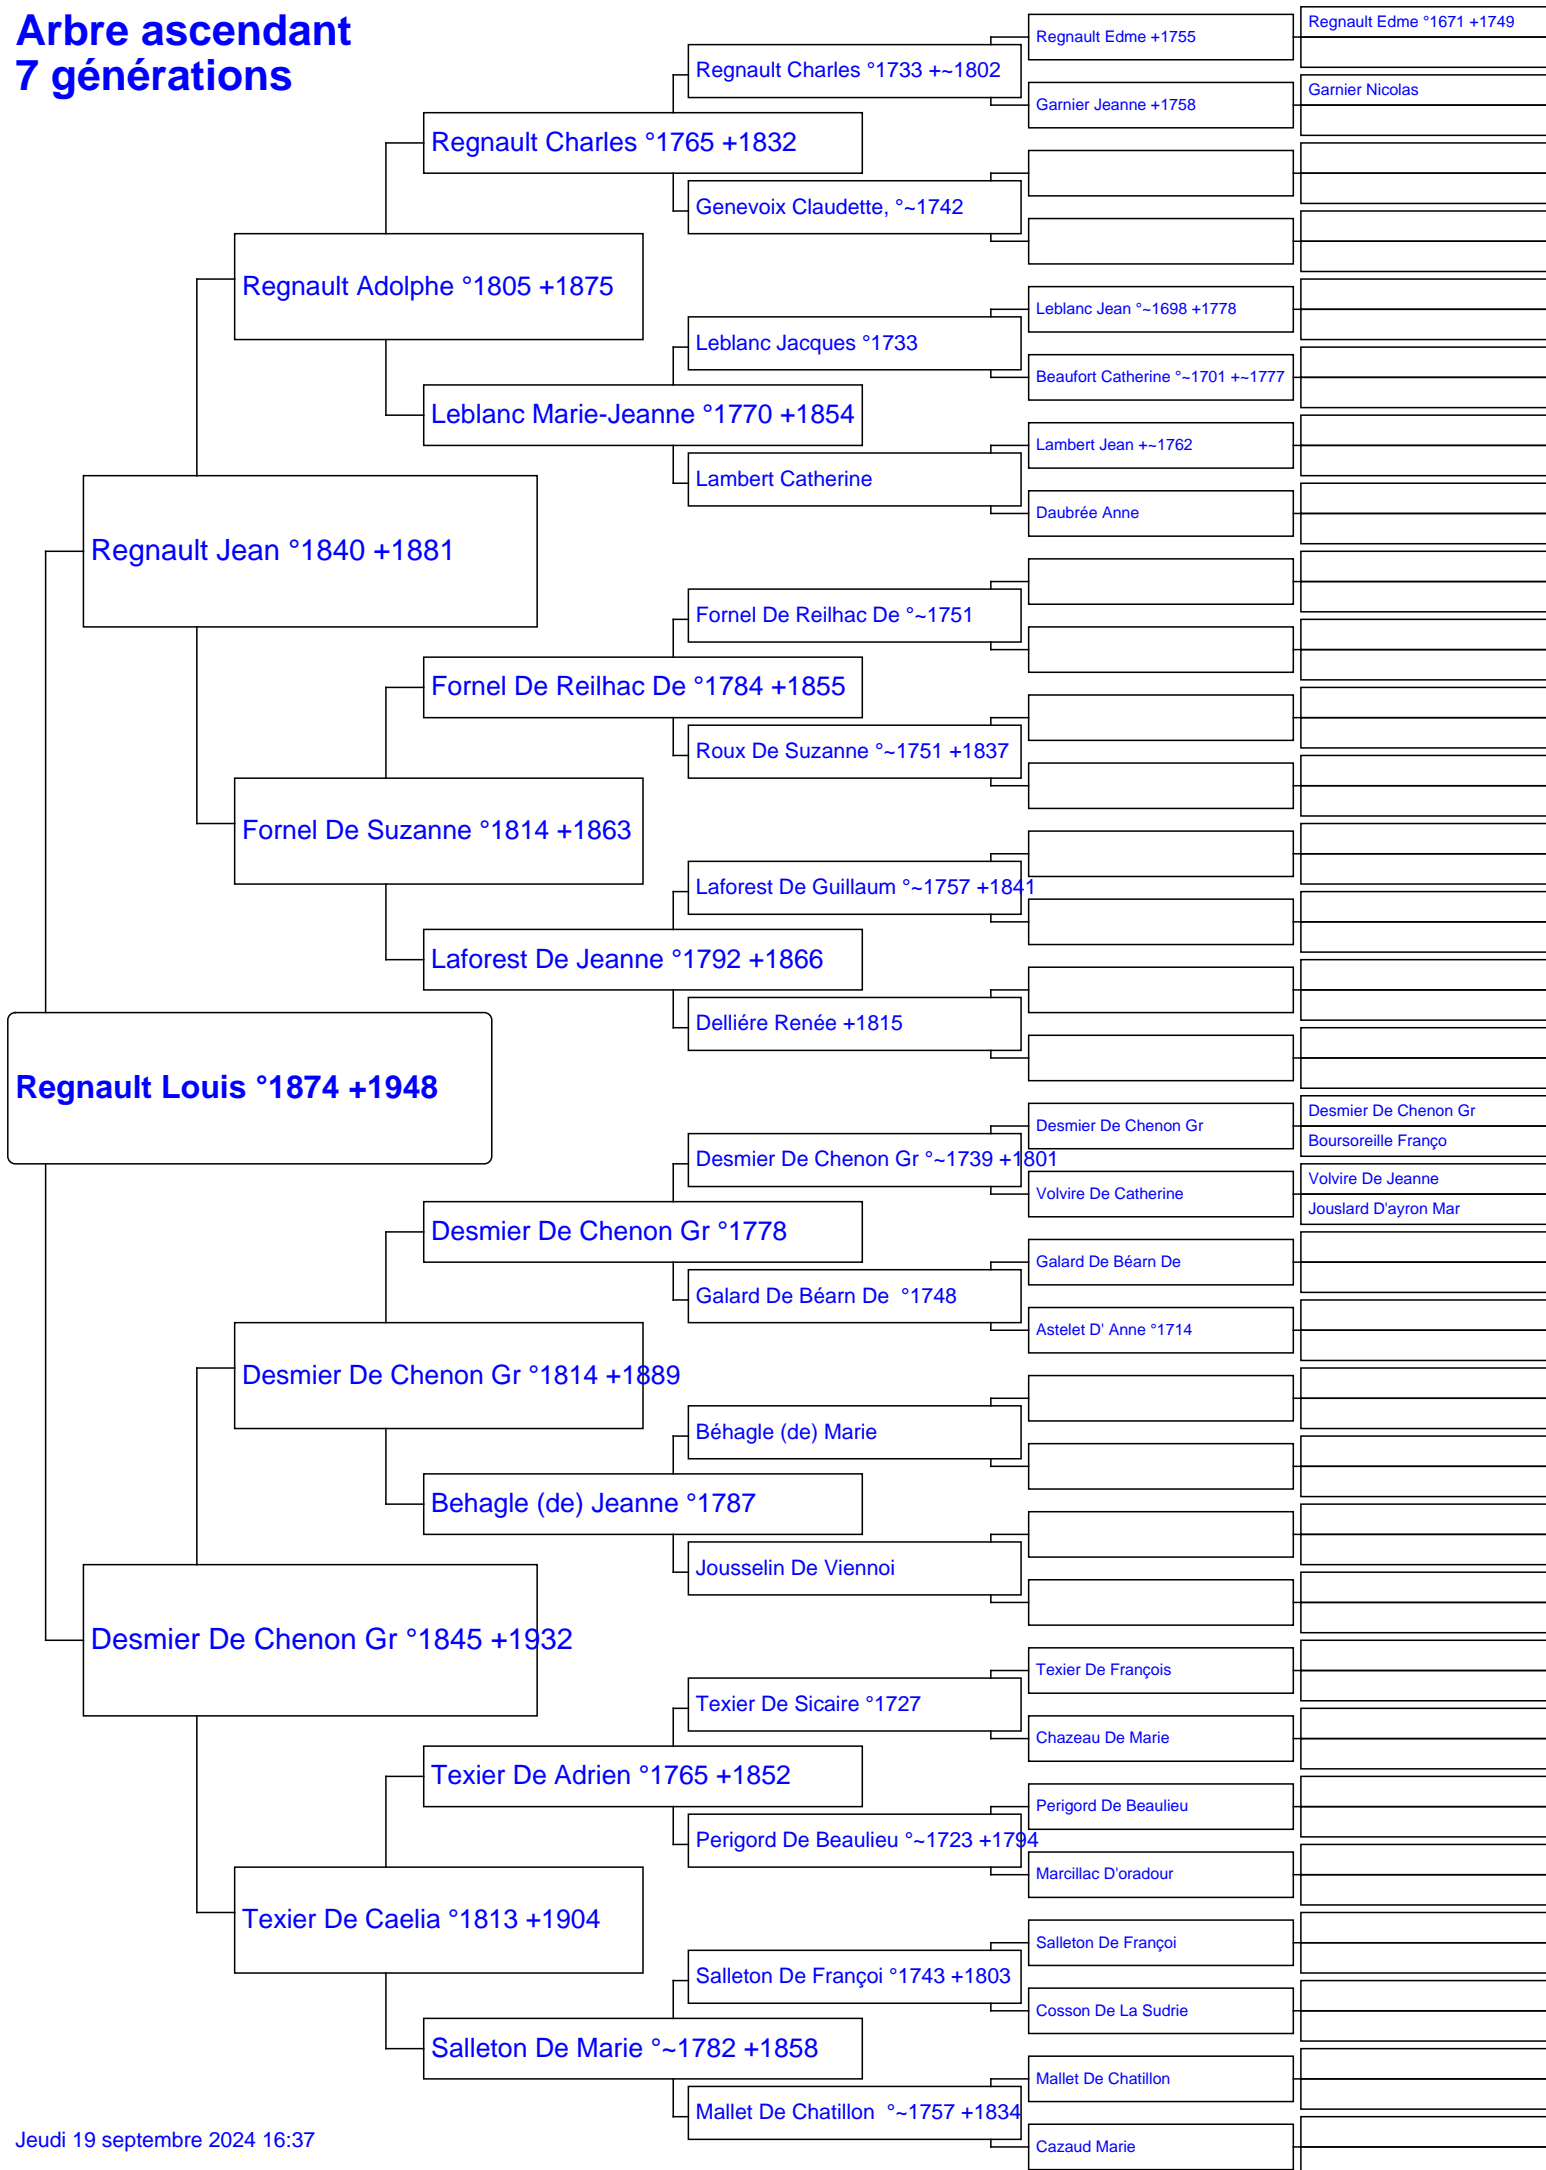 Arbre ascendant
7 générations
Regnault Edme °1671 +1749
Regnault Edme +1755
Regnault Charles °1733 +~1802
Garnier Nicolas
Garnier Jeanne +1758
Regnault Charles °1765 +1832
Genevoix Claudette, °~1742
Regnault Adolphe °1805 +1875
Leblanc Jean °~1698 +1778
Leblanc Jacques °1733
Beaufort Catherine °~1701 +~1777
Leblanc Marie-Jeanne °1770 +1854
Lambert Jean +~1762
Lambert Catherine
Daubrée Anne
Regnault Jean °1840 +1881
Fornel De Reilhac De °~1751
Fornel De Reilhac De °1784 +1855
Roux De Suzanne °~1751 +1837
Fornel De Suzanne °1814 +1863
Laforest De Guillaum °~1757 +1841
Laforest De Jeanne °1792 +1866
Delliére Renée +1815
Regnault Louis °1874 +1948
Desmier De Chenon Gr
Desmier De Chenon Gr
Boursoreille Franço
Desmier De Chenon Gr °~1739 +1801
Volvire De Jeanne
Volvire De Catherine
Jouslard D'ayron Mar
Desmier De Chenon Gr °1778
Galard De Béarn De
Galard De Béarn De  °1748
Astelet D' Anne °1714
Desmier De Chenon Gr °1814 +1889
Béhagle (de) Marie
Behagle (de) Jeanne °1787
Jousselin De Viennoi
Desmier De Chenon Gr °1845 +1932
Texier De François
Texier De Sicaire °1727
Chazeau De Marie
Texier De Adrien °1765 +1852
Perigord De Beaulieu
Perigord De Beaulieu °~1723 +1794
Marcillac D'oradour
Texier De Caelia °1813 +1904
Salleton De Françoi
Salleton De Françoi °1743 +1803
Cosson De La Sudrie
Salleton De Marie °~1782 +1858
Mallet De Chatillon
Mallet De Chatillon  °~1757 +1834
Cazaud Marie
Jeudi 19 septembre 2024 16:37